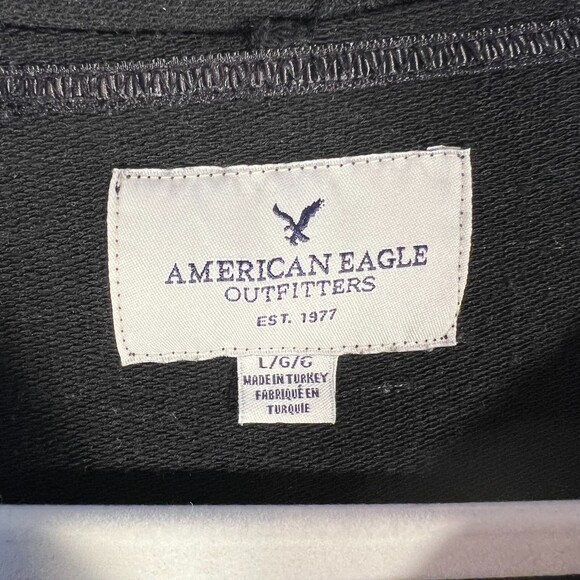 AMERICAN EAGLE
OUTFITTERS
EST. 1977
L/G/G
MADE IN TURKEY
FABRIQUÉ EN
TURQUIE